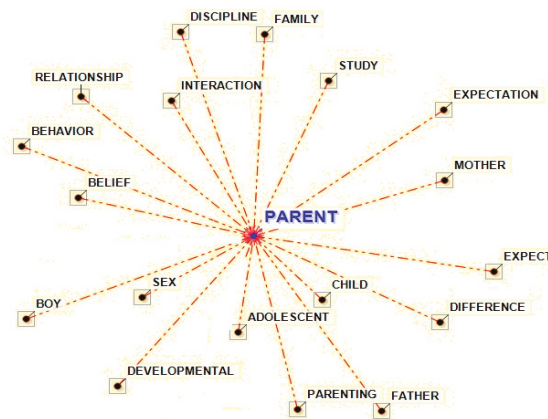 DISCIPLINE
FAMILY
STUDY
RELATIONSHIP
INTERACTION
EXPECTATION
BEHAVIOR
MOTHER
BELIEF
PARENT
EXPECT
SEX
CHILD
BOY
ADOLESCENT
DIFFERENCE
DEVELOPMENTAL
PARENTING
FATHER